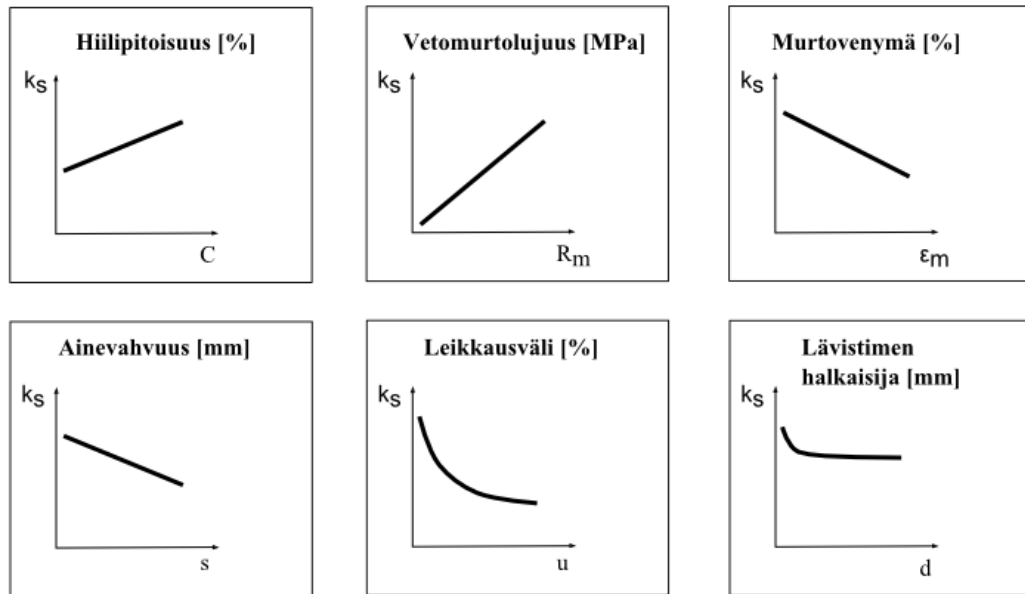 Hiilipitoisuus [%]
kS
C
Vetomurtolujuus [MPa]
kS
Rm
Murtovenymä [%]
kS
εm
Ainevahvuus [mm]
kS
s
Leikkausväli [%]
kS
u
Lävistimen
halkaisija [mm]
kS
d